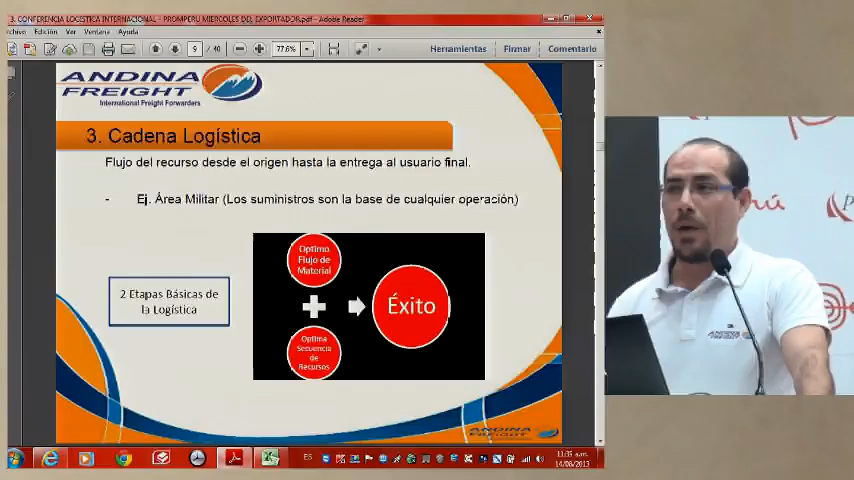 3. CONFERENCIA LOGISTICA INTERNACIONAL - PROMPERU MIERCOLES DEL EXPORTADOR.pdf - Adobe Reader
Archivo Edición Ver Ventana Ayuda
9 / 40 77.6% Herramientas Firmar Comentario
ANDINA
FREIGHT
International Freight Forwarders
3. Cadena Logística
Flujo del recurso desde el origen hasta la entrega al usuario final.
- Ej. Área Militar (Los suministros son la base de cualquier operación)
2 Etapas Básicas de
la Logística
Optimo
Flujo de
Material
Optima
Secuencia
de
Recursos
Éxito
ANDINA
FREIGHT
ES
11:35 a.m.
14/08/2013
rú
ANDINA